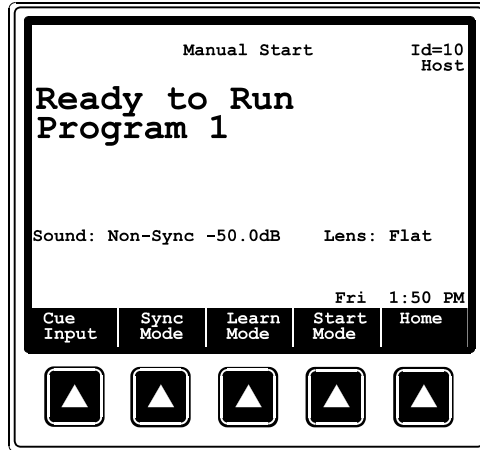 Manual Start Id=10
Host
Ready to Run
Program 1
Sound: Non-Sync -50.0dB Lens: Flat
Fri 1:50 PM
Cue Input
Sync Mode
Learn Mode
Start Mode
Home